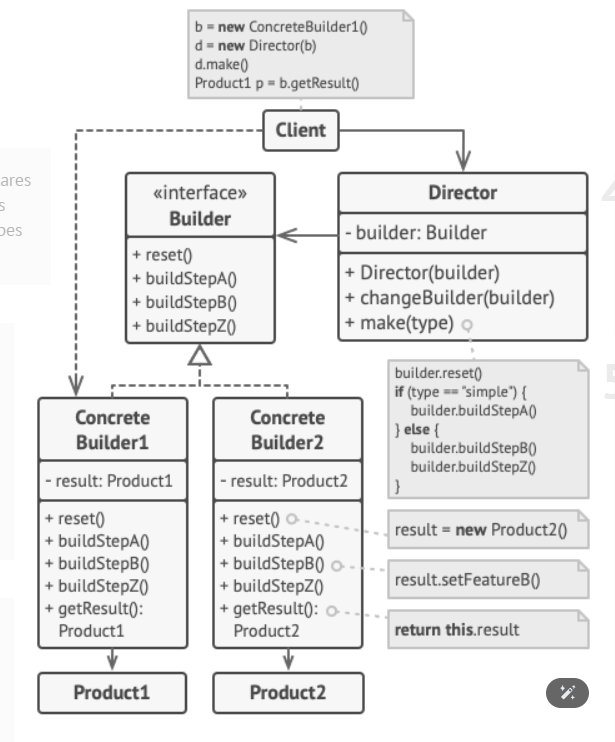 b = new ConcreteBuilder1()
d = new Director(b)
d.make()
Product1 p = b.getResult()
Client
ares
s
pes
«interface»
Builder
+ reset()
+ buildStepA()
+ buildStepB()
+ buildStepZ()
Director
- builder: Builder
+ Director(builder)
+ changeBuilder(builder)
+ make(type)
builder.reset()
if (type == "simple") {
builder.buildStepA()
} else {
builder.buildStepB()
builder.buildStepZ()
}
Concrete
Builder1
- result: Product1
+ reset()
+ buildStepA()
+ buildStepB()
+ buildStepZ()
+ getResult():
Product1
Concrete
Builder2
- result: Product2
+ reset()
+ buildStepA()
+ buildStepB()
+ buildStepZ()
+ getResult():
Product2
result = new Product2()
result.setFeatureB()
return this.result
Product1
Product2